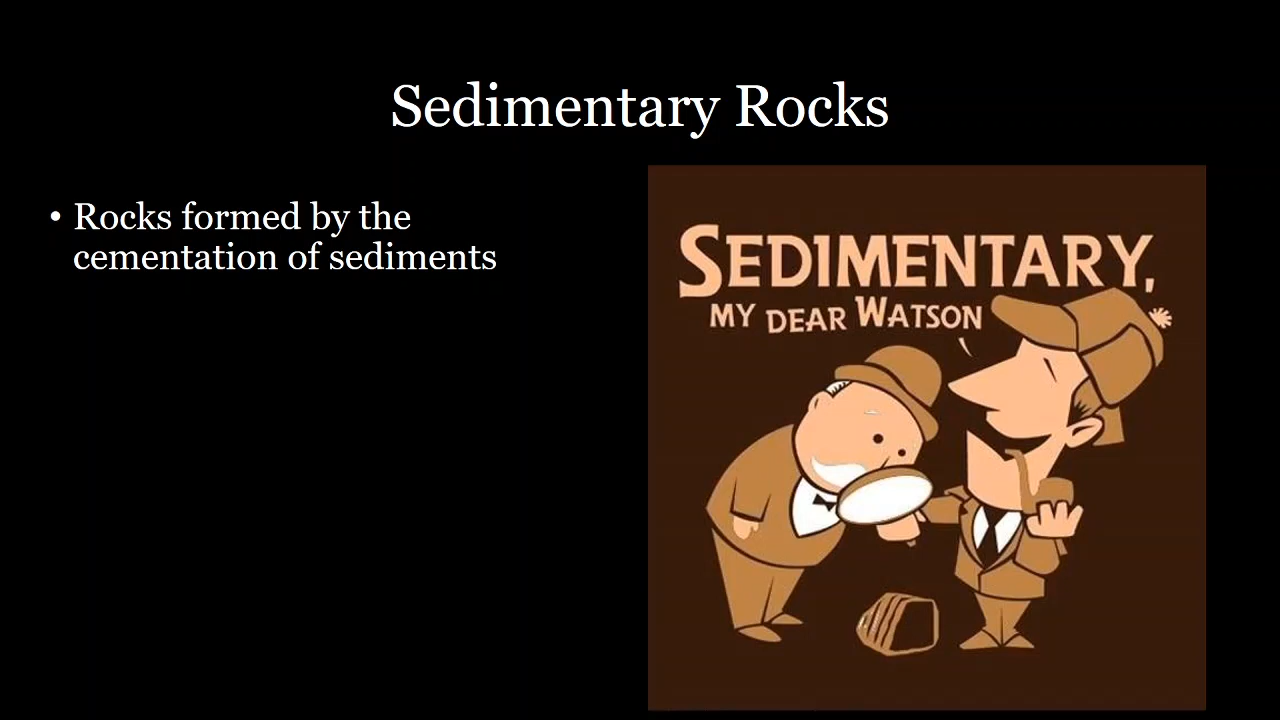 Sedimentary Rocks
• Rocks formed by the
cementation of sediments
SEDIMENTARY,
MY DEAR WATSON